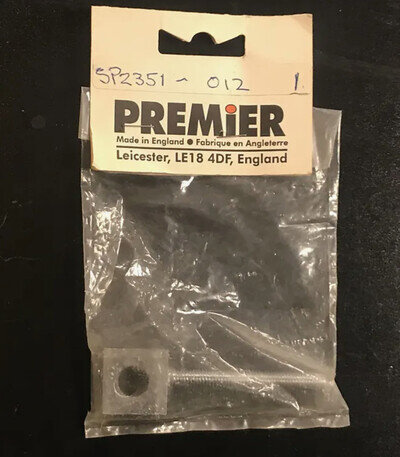 SP2351 - 012 1.
PREMiER
Made in England ● Fabrique en Angleterre
Leicester, LE18 4DF, England